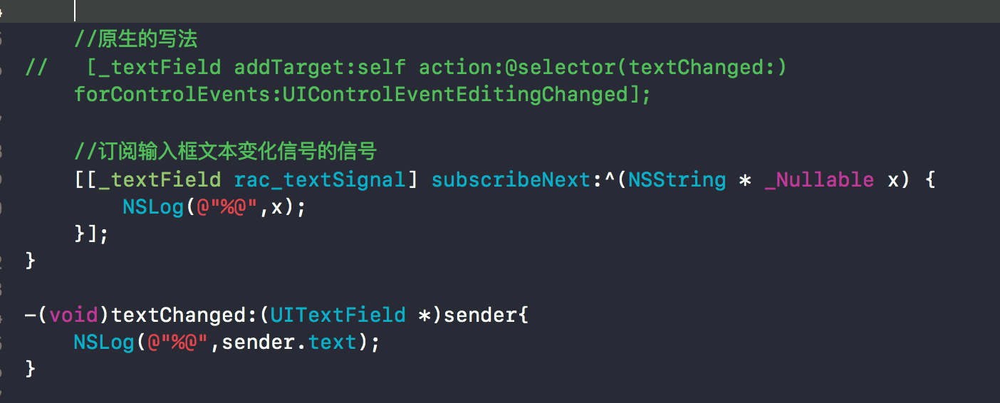 //原生的写法
//   [_textField addTarget:self action:@selector(textChanged:)
forControlEvents:UIControlEventEditingChanged];
//订阅输入框文本变化信号的信号
[[_textField rac_textSignal] subscribeNext:^(NSString * _Nullable x) {
NSLog(@"%@",x);
}];
}
-(void)textChanged:(UITextField *)sender{
NSLog(@"%@",sender.text);
}